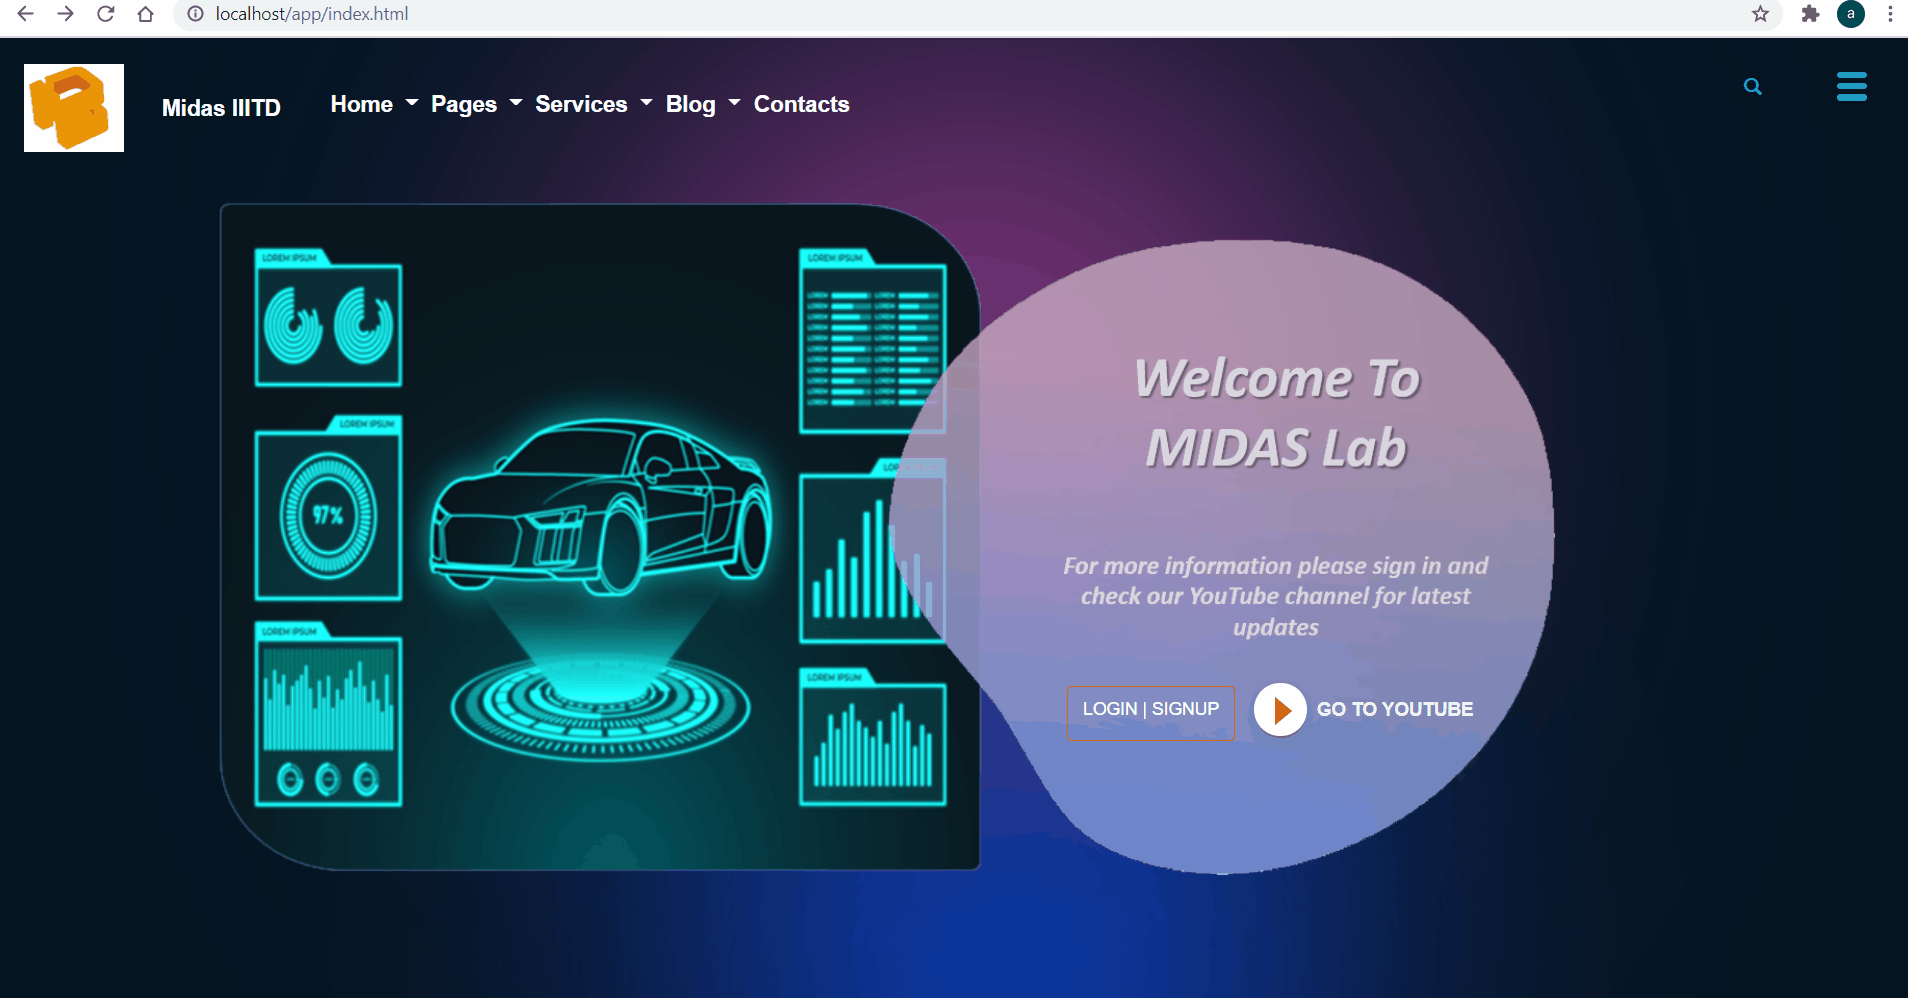 localhost/app/index.html
a
Midas IIITD
Home
Pages
Services
Blog
Contacts
LOREM IPSUM
LOREM IPSUM
97%
LOREM IPSUM
LOREM IPSUM
LOREM IPSUM
Welcome To
MIDAS Lab
For more information please sign in and
check our YouTube channel for latest
updates
LOGIN | SIGNUP
GO TO YOUTUBE